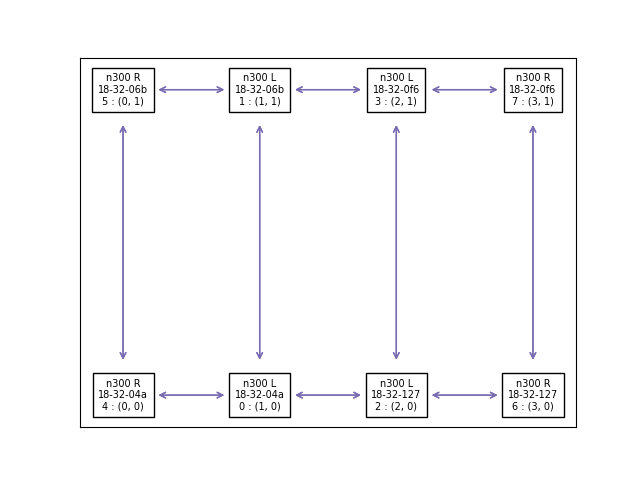 n300 R
18-32-06b
5 : (0, 1)
n300 L
18-32-06b
1 : (1, 1)
n300 L
18-32-0f6
3 : (2, 1)
n300 R
18-32-0f6
7 : (3, 1)
n300 R
18-32-04a
4 : (0, 0)
n300 L
18-32-04a
0 : (1, 0)
n300 L
18-32-127
2 : (2, 0)
n300 R
18-32-127
6 : (3, 0)